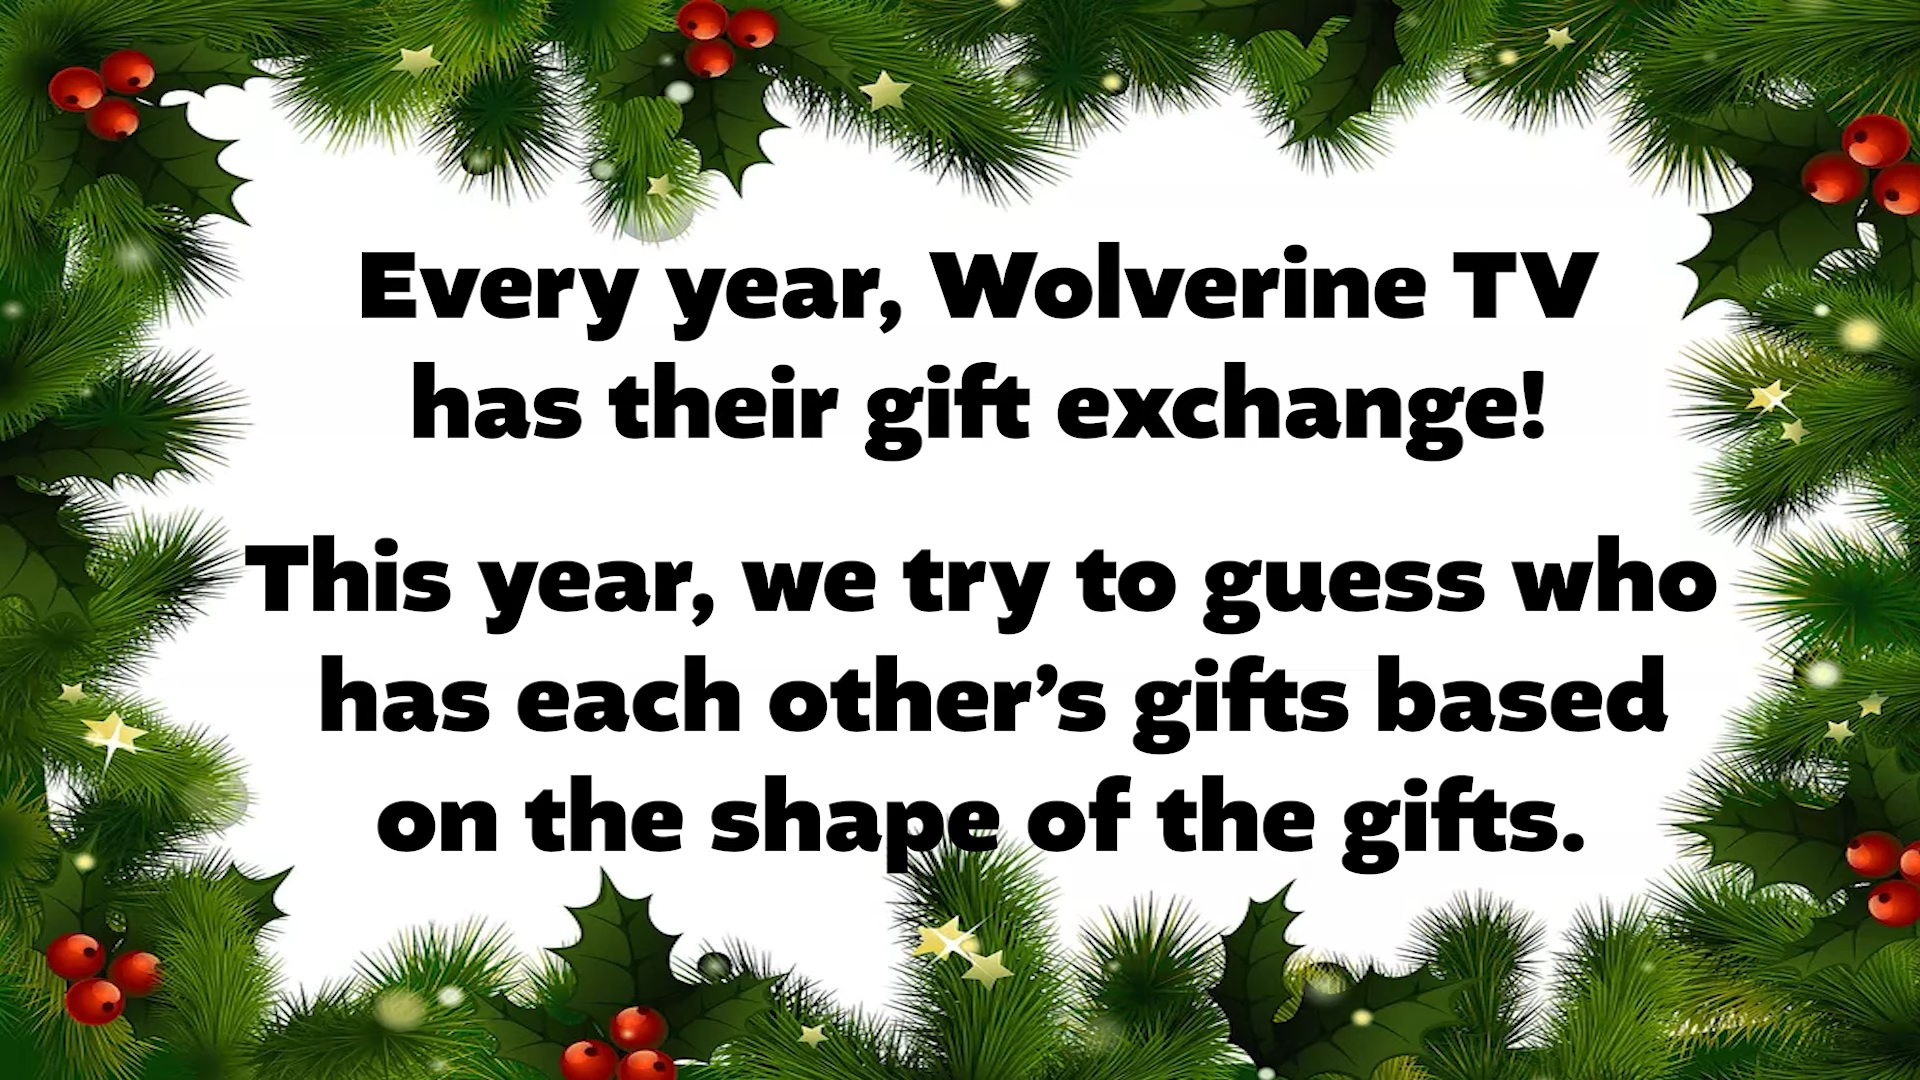 Every year, Wolverine TV
has their gift exchange!
This year, we try to guess who
has each other’s gifts based
on the shape of the gifts.